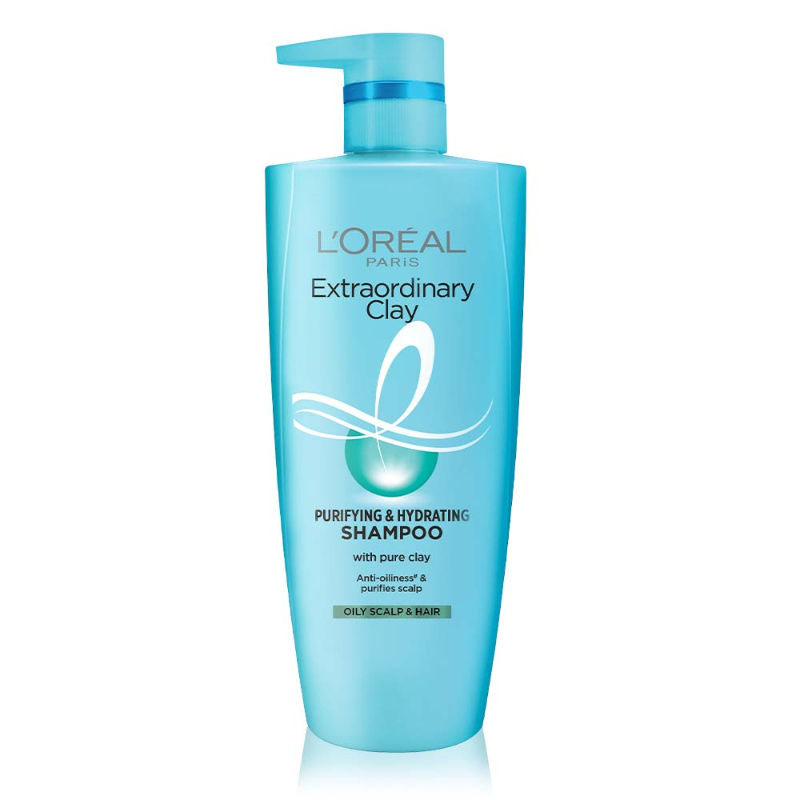 L'ORÉAL
PARIS
Extraordinary
Clay
PURIFYING & HYDRATING
SHAMPOO
with pure clay
Anti-oiliness# &
purifies scalp
OILY SCALP & HAIR